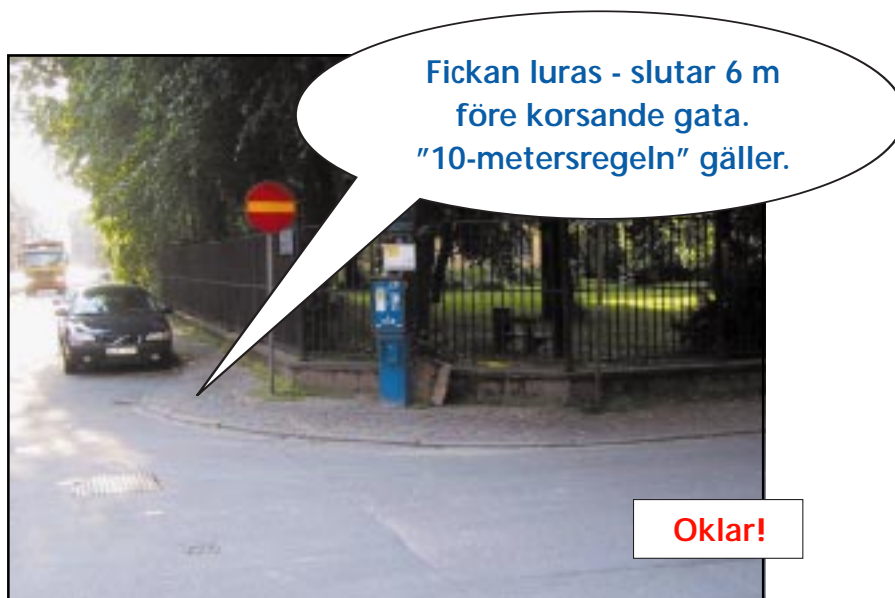 Fickan luras - slutar 6 m
före korsande gata.
"10-metersregeln" gäller.
Oklar!